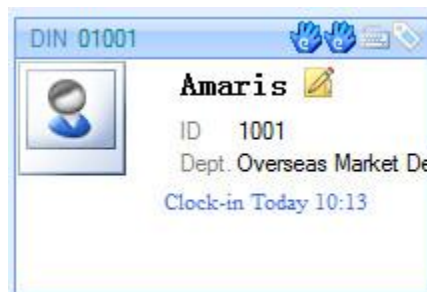 DIN 01001
Amaris
ID 1001
Dept. Overseas Market De
Clock-in Today 10:13